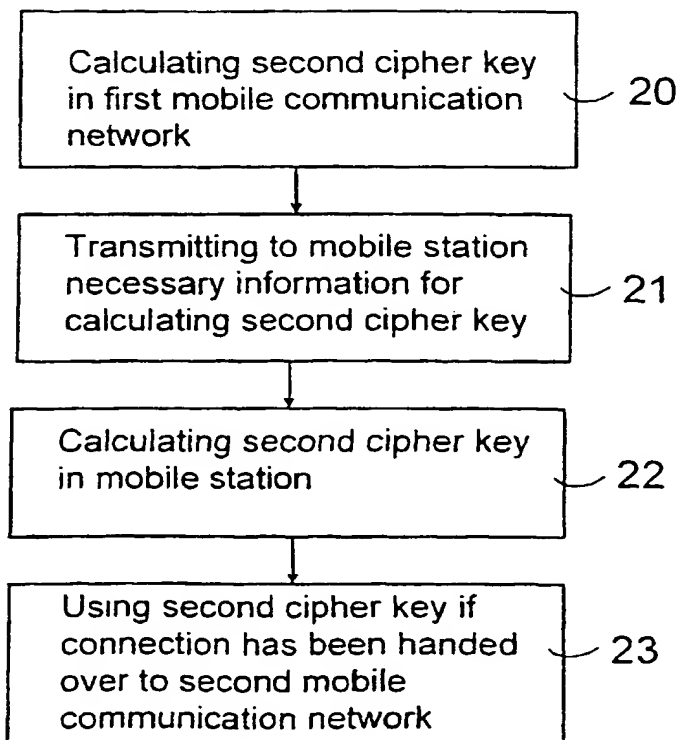 Calculating second cipher key
in first mobile communication
network
20
Transmitting to mobile station
necessary information for
calculating second cipher key
21
Calculating second cipher key
in mobile station
22
Using second cipher key if
connection has been handed
over to second mobile
communication network
23